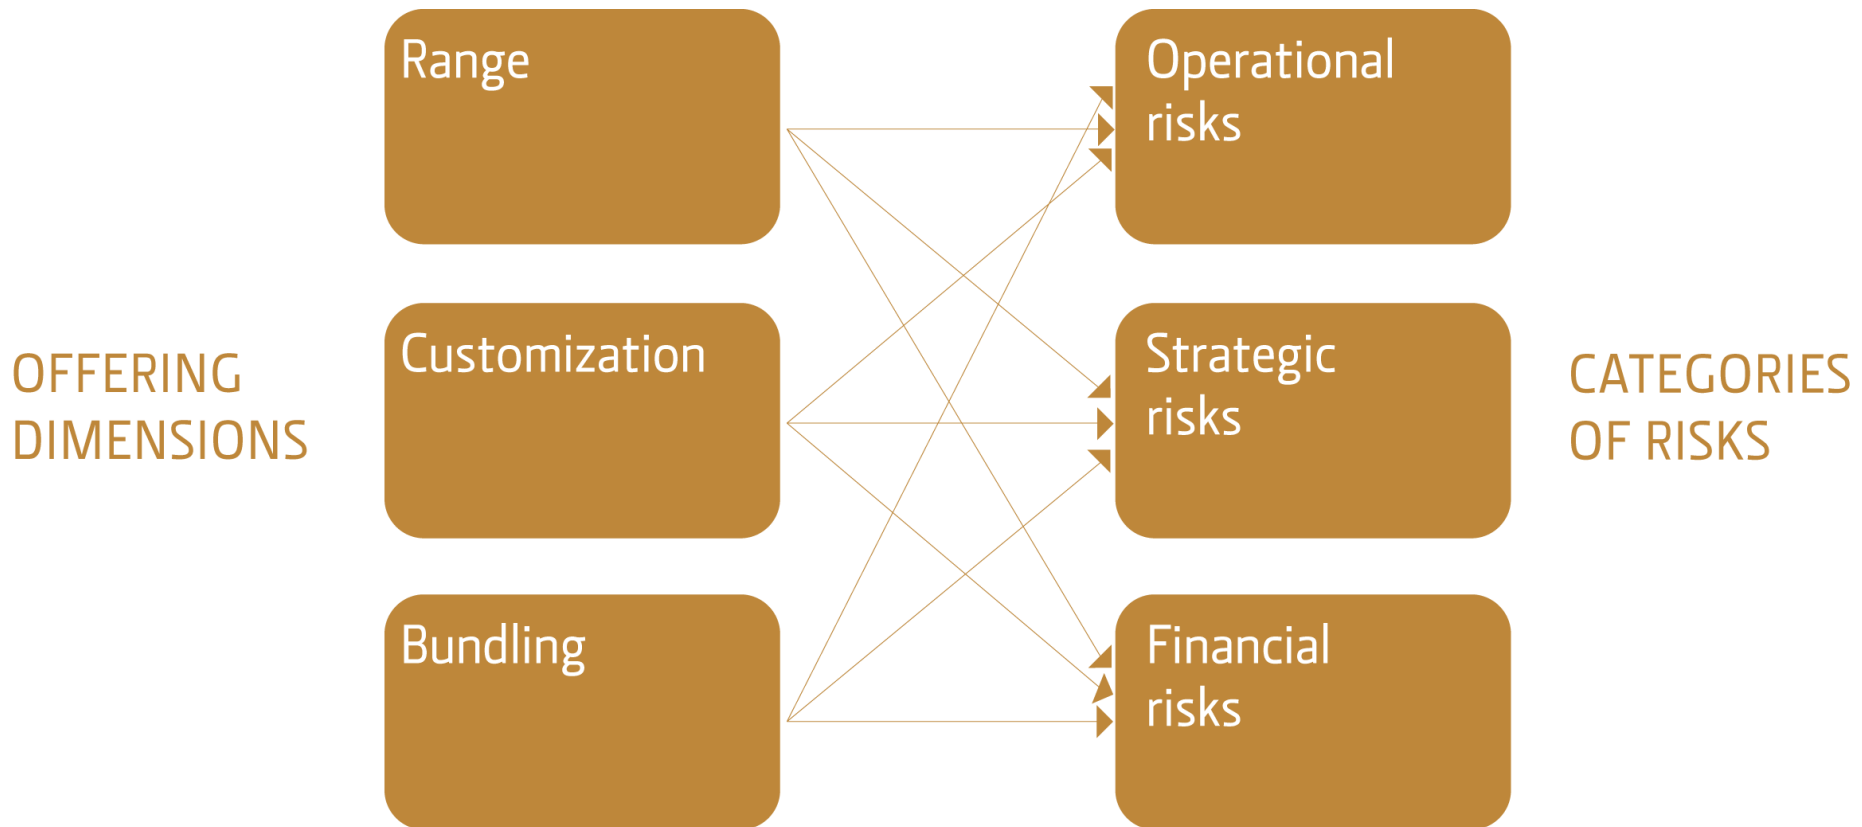 OFFERING
DIMENSIONS
Range
Customization
Bundling
Operational
risks
Strategic
risks
Financial
risks
CATEGORIES
OF RISKS